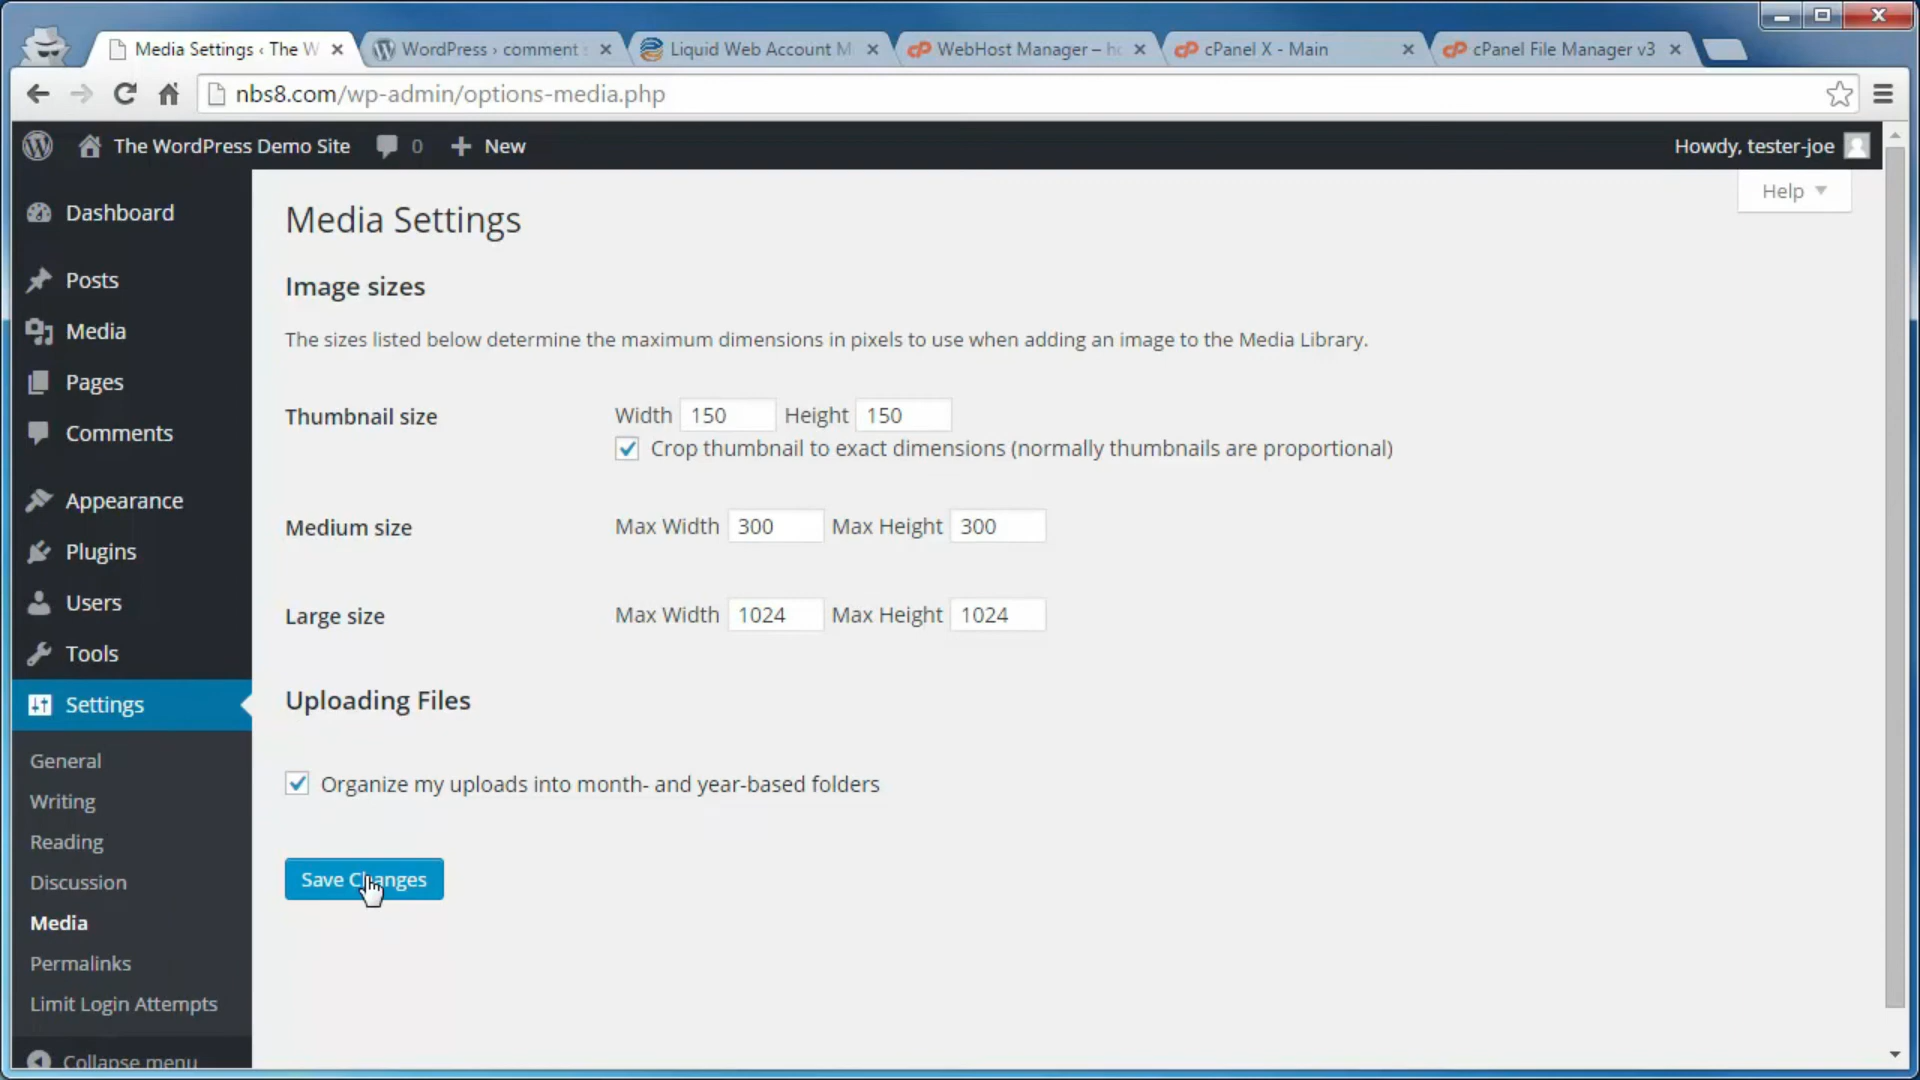 Media Settings ‹ The W
WordPress › comment
Liquid Web Account M
WebHost Manager – h
cPanel X - Main
cPanel File Manager v3
nbs8.com/wp-admin/options-media.php
The WordPress Demo Site 0 New
Howdy, tester-joe
Help
Dashboard
Posts
Media
Pages
Comments
Appearance
Plugins
Users
Tools
Settings
General
Writing
Reading
Discussion
Media
Permalinks
Limit Login Attempts
Collapse menu
Media Settings
Image sizes
The sizes listed below determine the maximum dimensions in pixels to use when adding an image to the Media Library.
Thumbnail size Width 150 Height 150
Crop thumbnail to exact dimensions (normally thumbnails are proportional)
Medium size Max Width 300 Max Height 300
Large size Max Width 1024 Max Height 1024
Uploading Files
Organize my uploads into month- and year-based folders
Save Changes